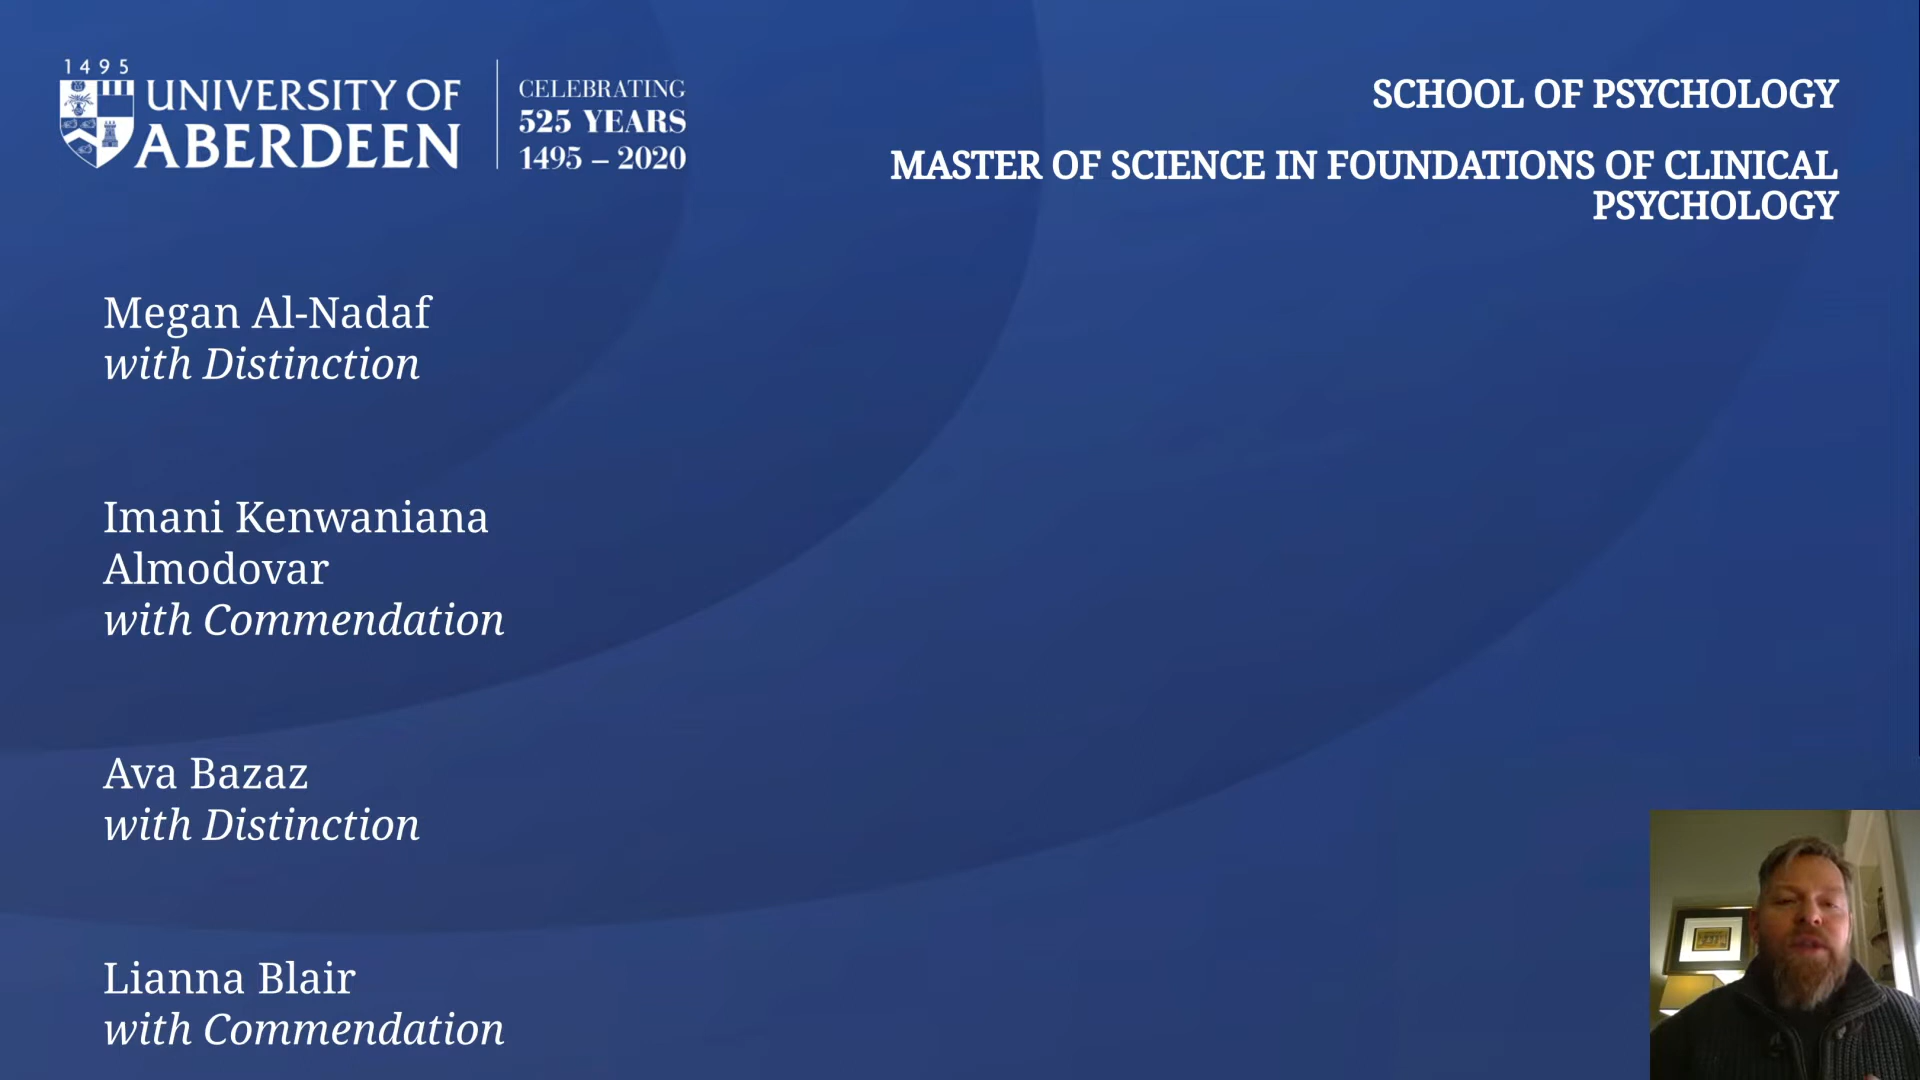 1495
UNIVERSITY OF
ABERDEEN
CELEBRATING
525 YEARS
1495 – 2020
SCHOOL OF PSYCHOLOGY
MASTER OF SCIENCE IN FOUNDATIONS OF CLINICAL
PSYCHOLOGY
Megan Al-Nadaf
with Distinction
Imani Kenwaniana
Almodovar
with Commendation
Ava Bazaz
with Distinction
Lianna Blair
with Commendation